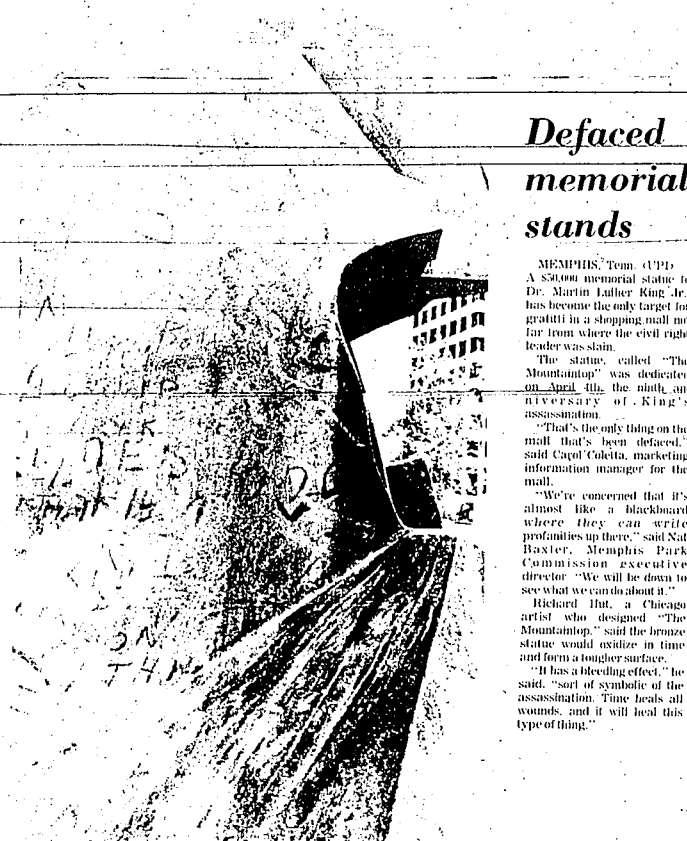 Defaced
memorial
stands
MEMPHIS, Tenn. (UPI)
A $50,000 memorial statue to
Dr. Martin Luther King Jr.
has become the only target for
grafitti in a shopping mall not
far from where the civil right
leader was slain.
The statue, called "The
Mountaintop" was dedicated
on April 4th, the ninth an
niversary of King's
assassination.
"That's the only thing on the
mall that's been defaced,"
said Carol Coletta, marketing
information manager for the
mall.
"We're concerned that it's
almost like a blackboard
where they can write
profanities up there," said Nat
Baxter, Memphis Park
Commission executive
director "We will be down to
see what we can do about it."
Richard Hut, a Chicago
artist who designed "The
Mountaintop," said the bronze
statue would oxidize in time
and form a tougher surface.
"It has a bleeding effect," he
said, "sort of symbolic of the
assassination. Time heals all
wounds, and it will heal this
type of thing."
ON